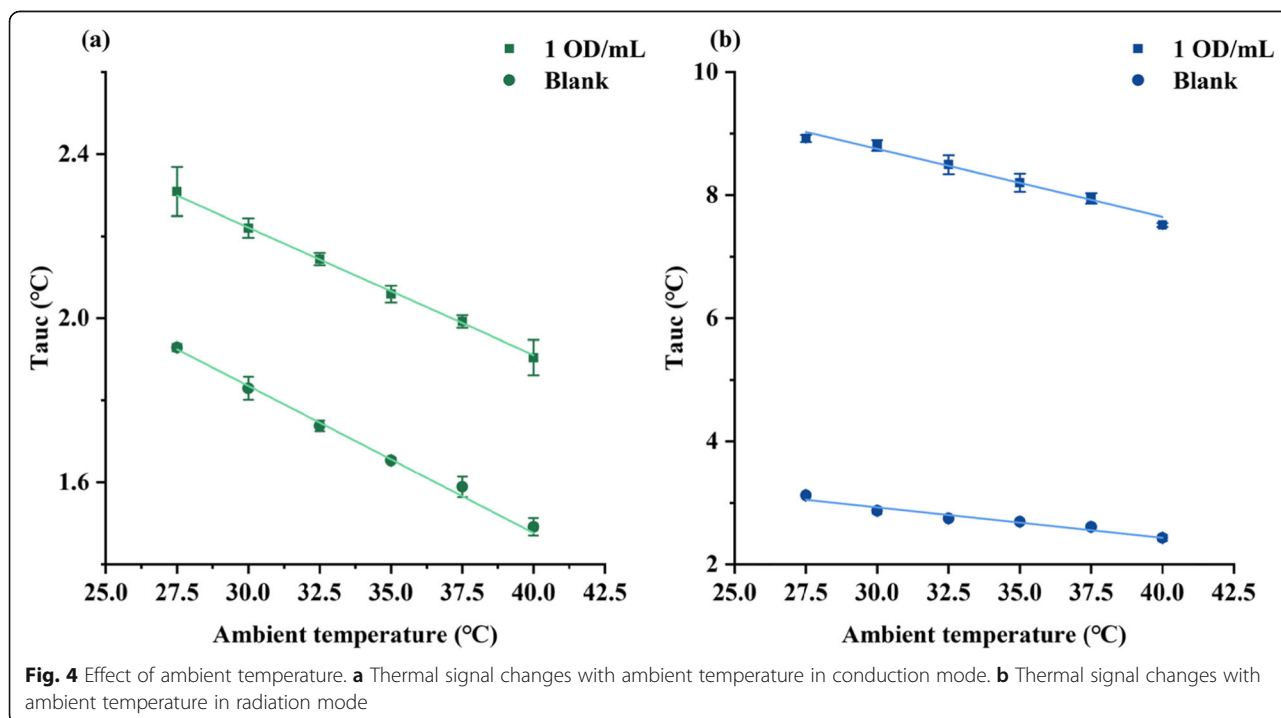 (a)
1 OD/mL
Blank
2.4
2.0
1.6
Tauc (°C)
25.0 27.5 30.0 32.5 35.0 37.5 40.0 42.5
Ambient temperature (°C)
(b)
1 OD/mL
Blank
10
8
6
4
2
Tauc (°C)
25.0 27.5 30.0 32.5 35.0 37.5 40.0 42.5
Ambient temperature (°C)
Fig. 4 Effect of ambient temperature. a Thermal signal changes with ambient temperature in conduction mode. b Thermal signal changes with
ambient temperature in radiation mode